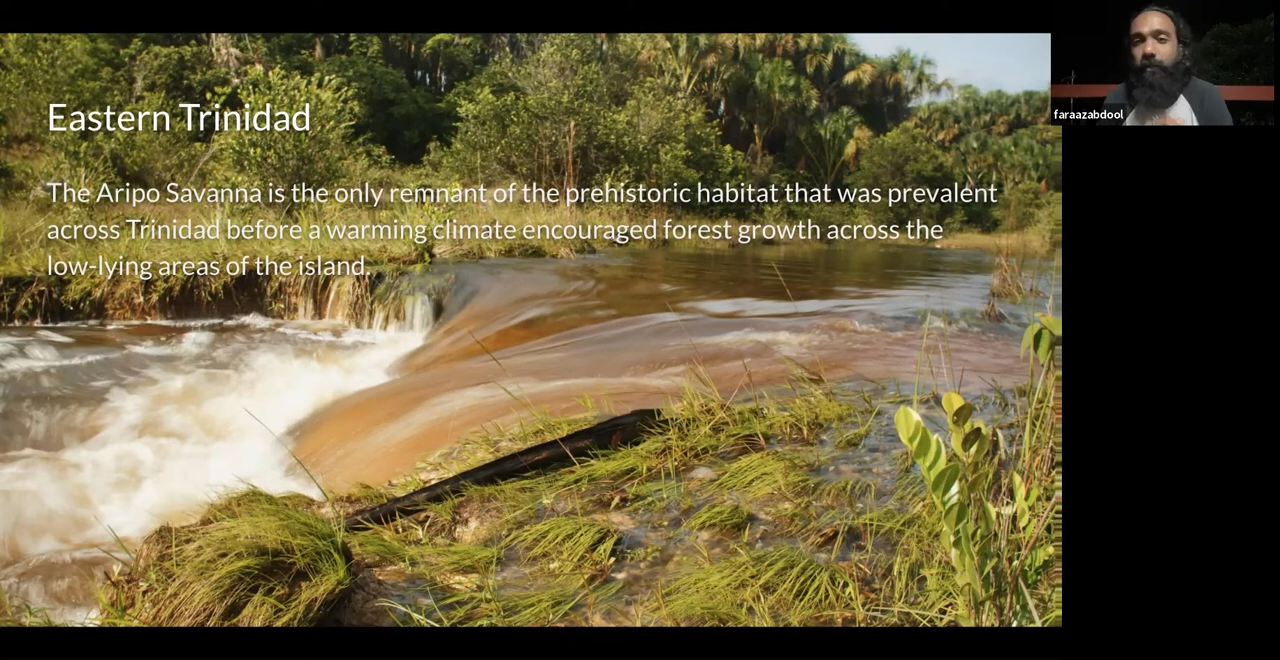 Eastern Trinidad
The Aripo Savanna is the only remnant of the prehistoric habitat that was prevalent
across Trinidad before a warming climate encouraged forest growth across the
low-lying areas of the island.
faraazabdool